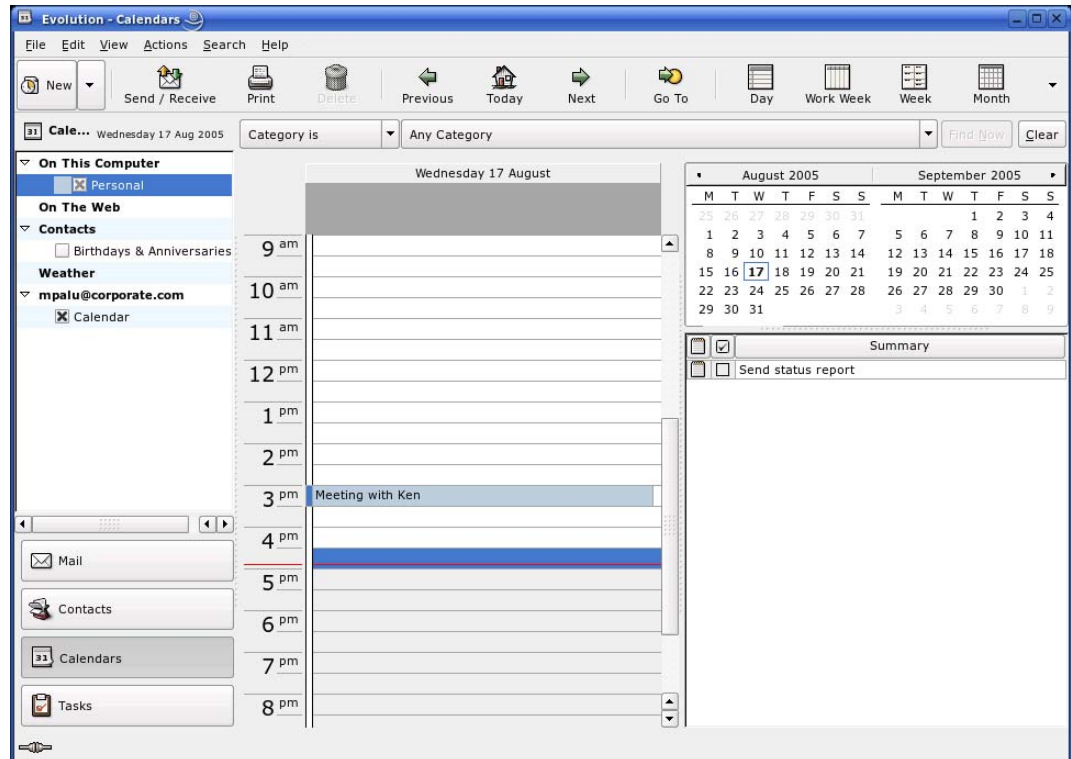 Evolution - Calendars
File Edit View Actions Search Help
New Send / Receive Print Delete Previous Today Next Go To Day Work Week Week Month
31 Cale... Wednesday 17 Aug 2005 Category is Any Category Find Now Clear
On This Computer
Personal
On The Web
Contacts
Birthdays & Anniversaries
Weather
mpalu@corporate.com
Calendar
Mail
Contacts
31 Calendars
Tasks
Wednesday 17 August
9 am
10 am
11 am
12 pm
1 pm
2 pm
3 pm Meeting with Ken
4 pm
5 pm
6 pm
7 pm
8 pm
August 2005
M T W T F S S
25 26 27 28 29 30 31
1 2 3 4 5 6 7
8 9 10 11 12 13 14
15 16 17 18 19 20 21
22 23 24 25 26 27 28
29 30 31
September 2005
M T W T F S S
1 2 3 4
5 6 7 8 9 10 11
12 13 14 15 16 17 18
19 20 21 22 23 24 25
26 27 28 29 30 1 2
3 4 5 6 7 8 9
Summary
Send status report